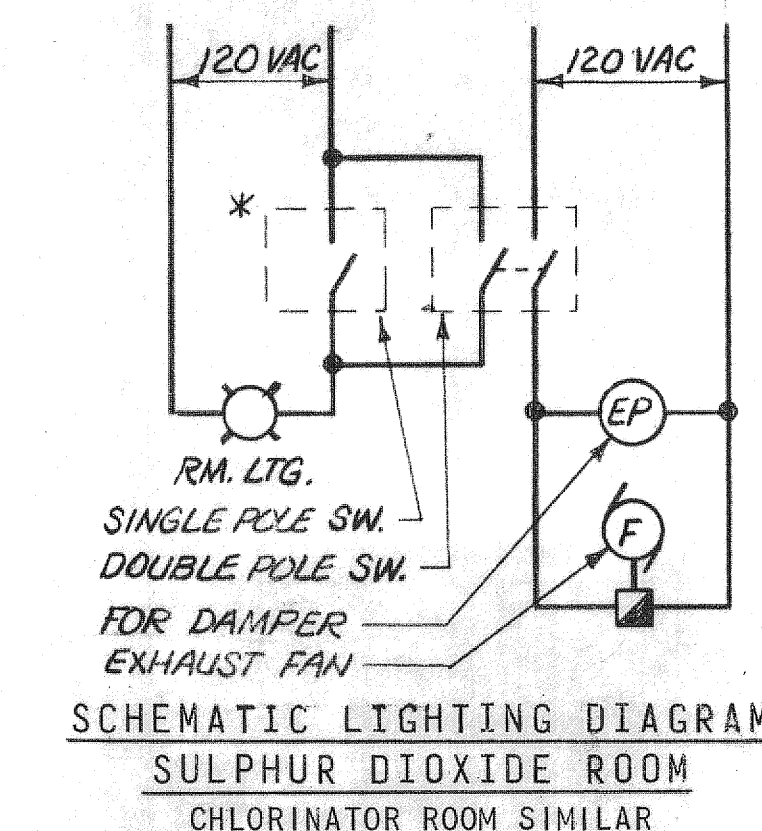 120 VAC
120 VAC
*
EP
RM. LTG.
SINGLE POLE SW.
F
DOUBLE POLE SW.
FOR DAMPER
EXHAUST FAN
SCHEMATIC LIGHTING DIAGRAM
SULPHUR DIOXIDE ROOM
CHLORINATOR ROOM SIMILAR